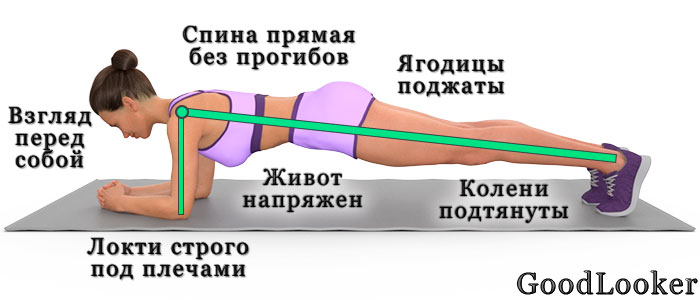 Спина прямая
без прогибов
Ягодицы
поджаты
Взгляд
перед
собой
Живот
напряжен
Колени
подтянуты
Локти строго
под плечами
GoodLooker